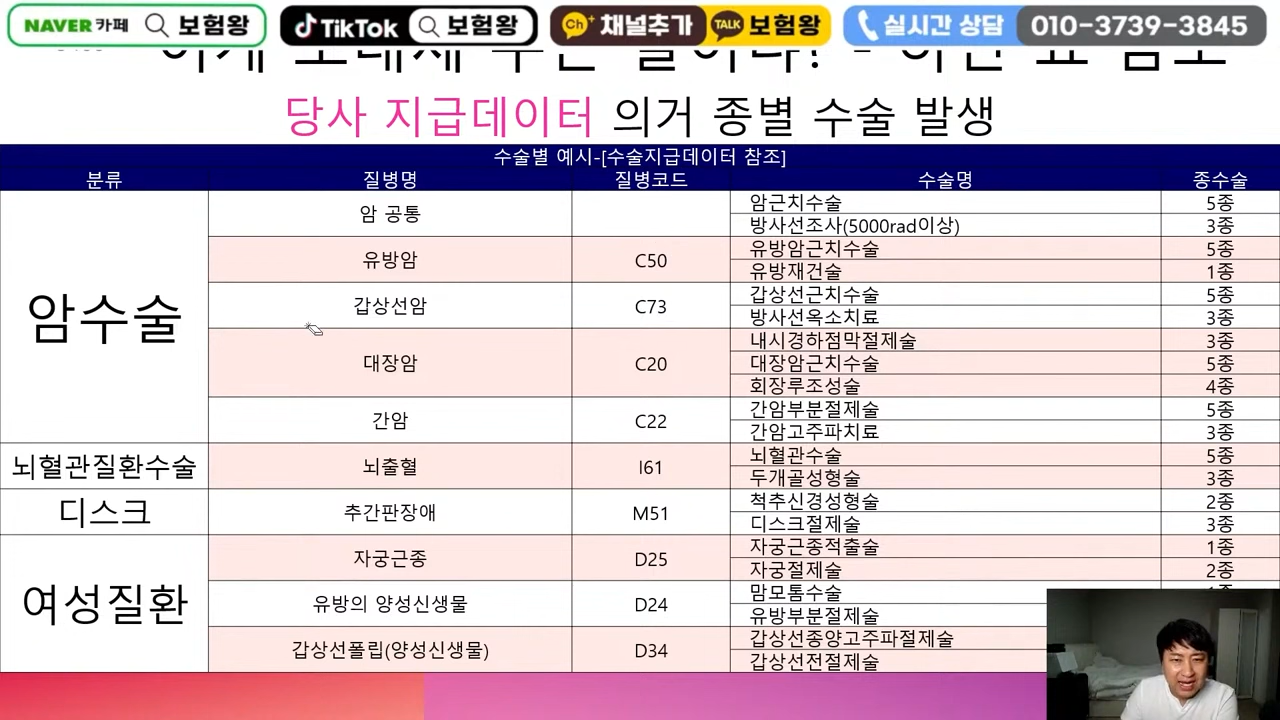 NAVER 카페 보험왕
TikTok 보험왕
Ch+ 채널추가 TALK 보험왕
실시간 상담 010-3739-3845
당사 지급데이터 의거 종별 수술 발생
수술별 예시-[수술지급데이터 참조]
분류 질병명 질병코드 수술명 종수술
암수술
암 공통
암근치수술 5종
방사선조사(5000rad이상) 3종
유방암 C50
유방암근치수술 5종
유방재건술 1종
갑상선암 C73
갑상선근치수술 5종
방사선옥소치료 3종
대장암 C20
내시경하점막절제술 3종
대장암근치수술 5종
회장루조성술 4종
간암 C22
간암부분절제술 5종
간암고주파치료 3종
뇌혈관질환수술
뇌출혈 I61
뇌혈관수술 5종
두개골성형술 3종
디스크
추간판장애 M51
척추신경성형술 2종
디스크절제술 3종
여성질환
자궁근종 D25
자궁근종적출술 1종
자궁절제술 2종
유방의 양성신생물 D24
맘모톰수술
유방부분절제술
갑상선폴립(양성신생물) D34
갑상선종양고주파절제술
갑상선전절제술